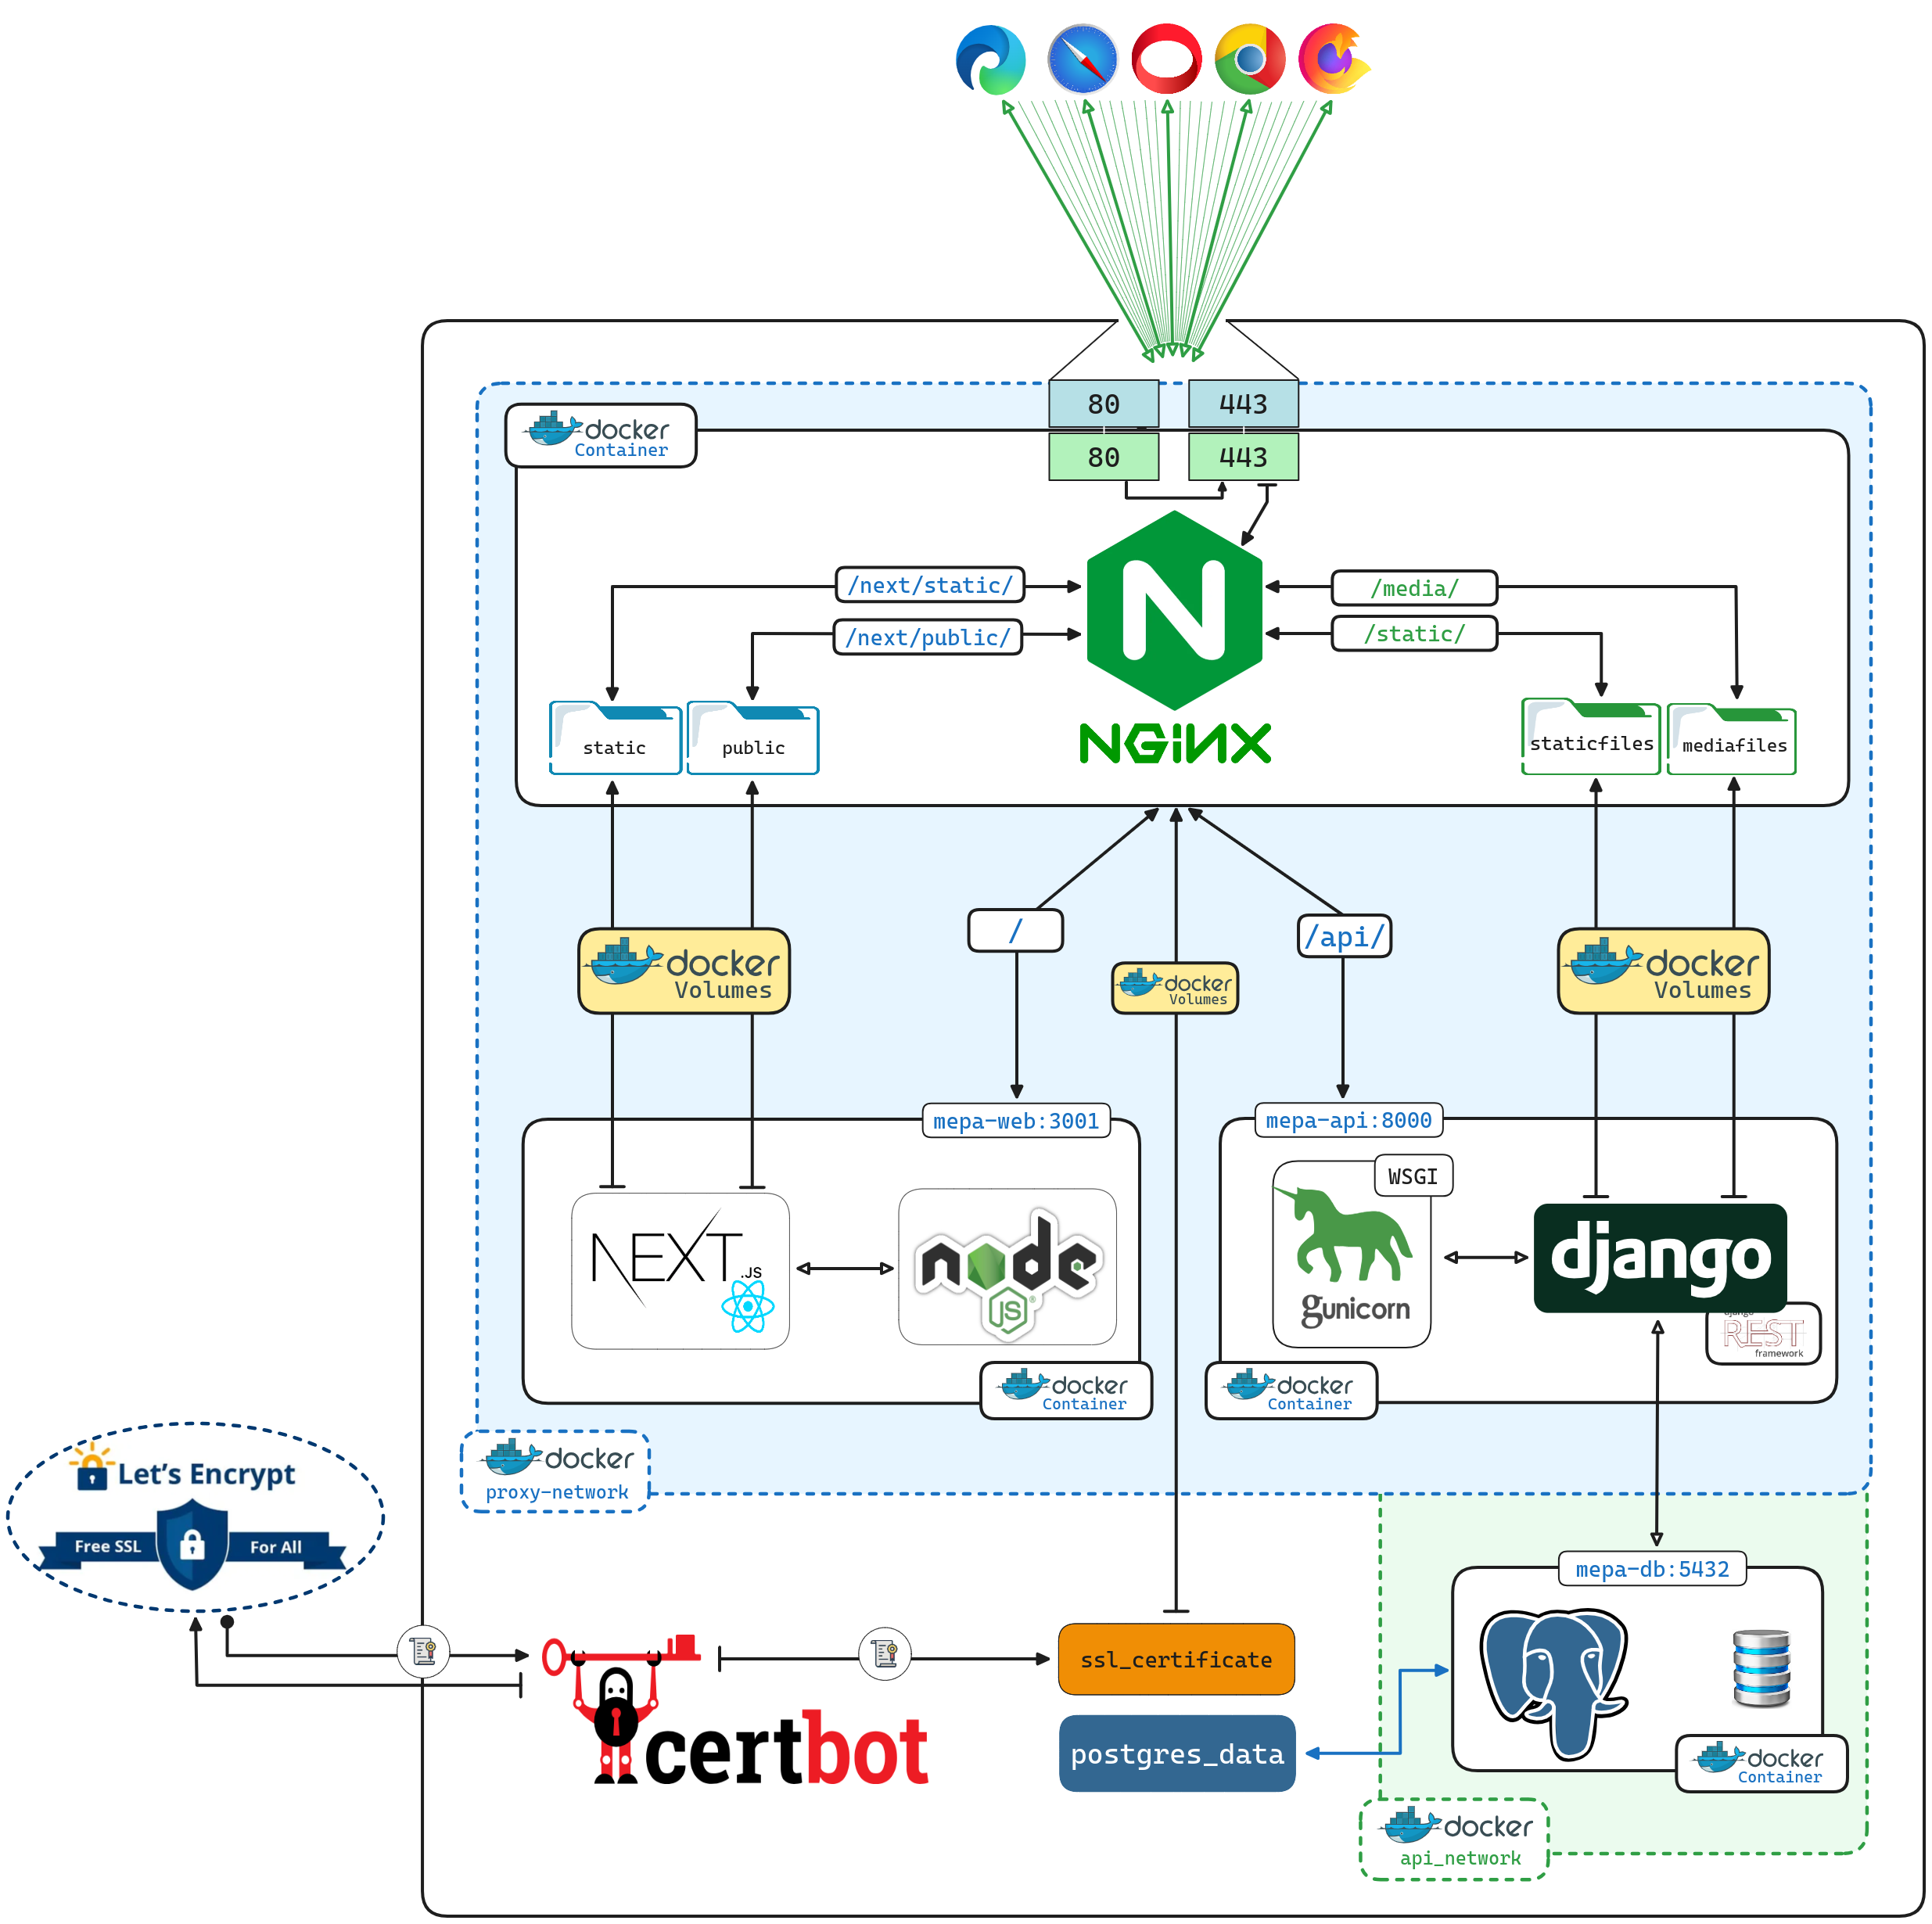 80
443
docker
Container
80
443
/next/static/
/media/
/next/public/
/static/
static
public
NGINX
staticfiles
mediafiles
/
/api/
docker
Volumes
docker
Volumes
docker
Volumes
mepa-web:3001
mepa-api:8000
WSGI
NEXT.JS
node
JS
®
gunicorn
django
django
REST
framework
docker
Container
docker
Container
docker
proxy-network
Let's Encrypt
Free SSL
For All
mepa-db:5432
ssl_certificate
certbot
postgres_data
docker
Container
docker
api_network